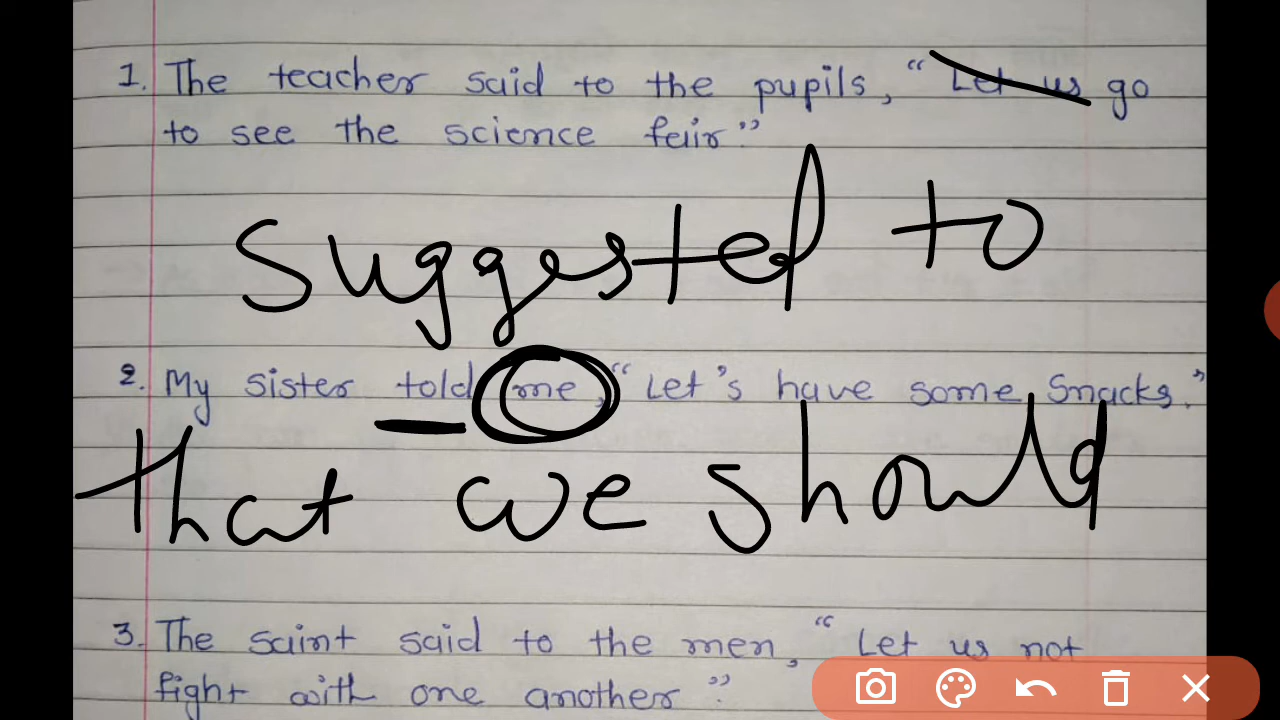 1. The teacher said to the pupils, "Let us go
to see the science feiir."
suggested to
2. My sister told me, "Let's have some Smacks."
that we should
3. The saint said to the men, "Let us not
fight with one another"